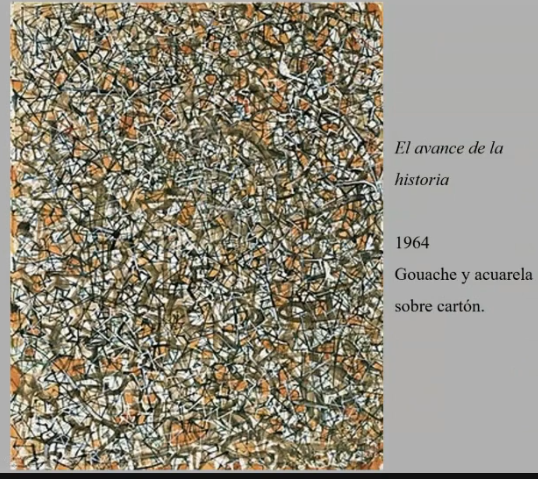 El avance de la
historia
1964
Gouache y acuarela
sobre cartón.